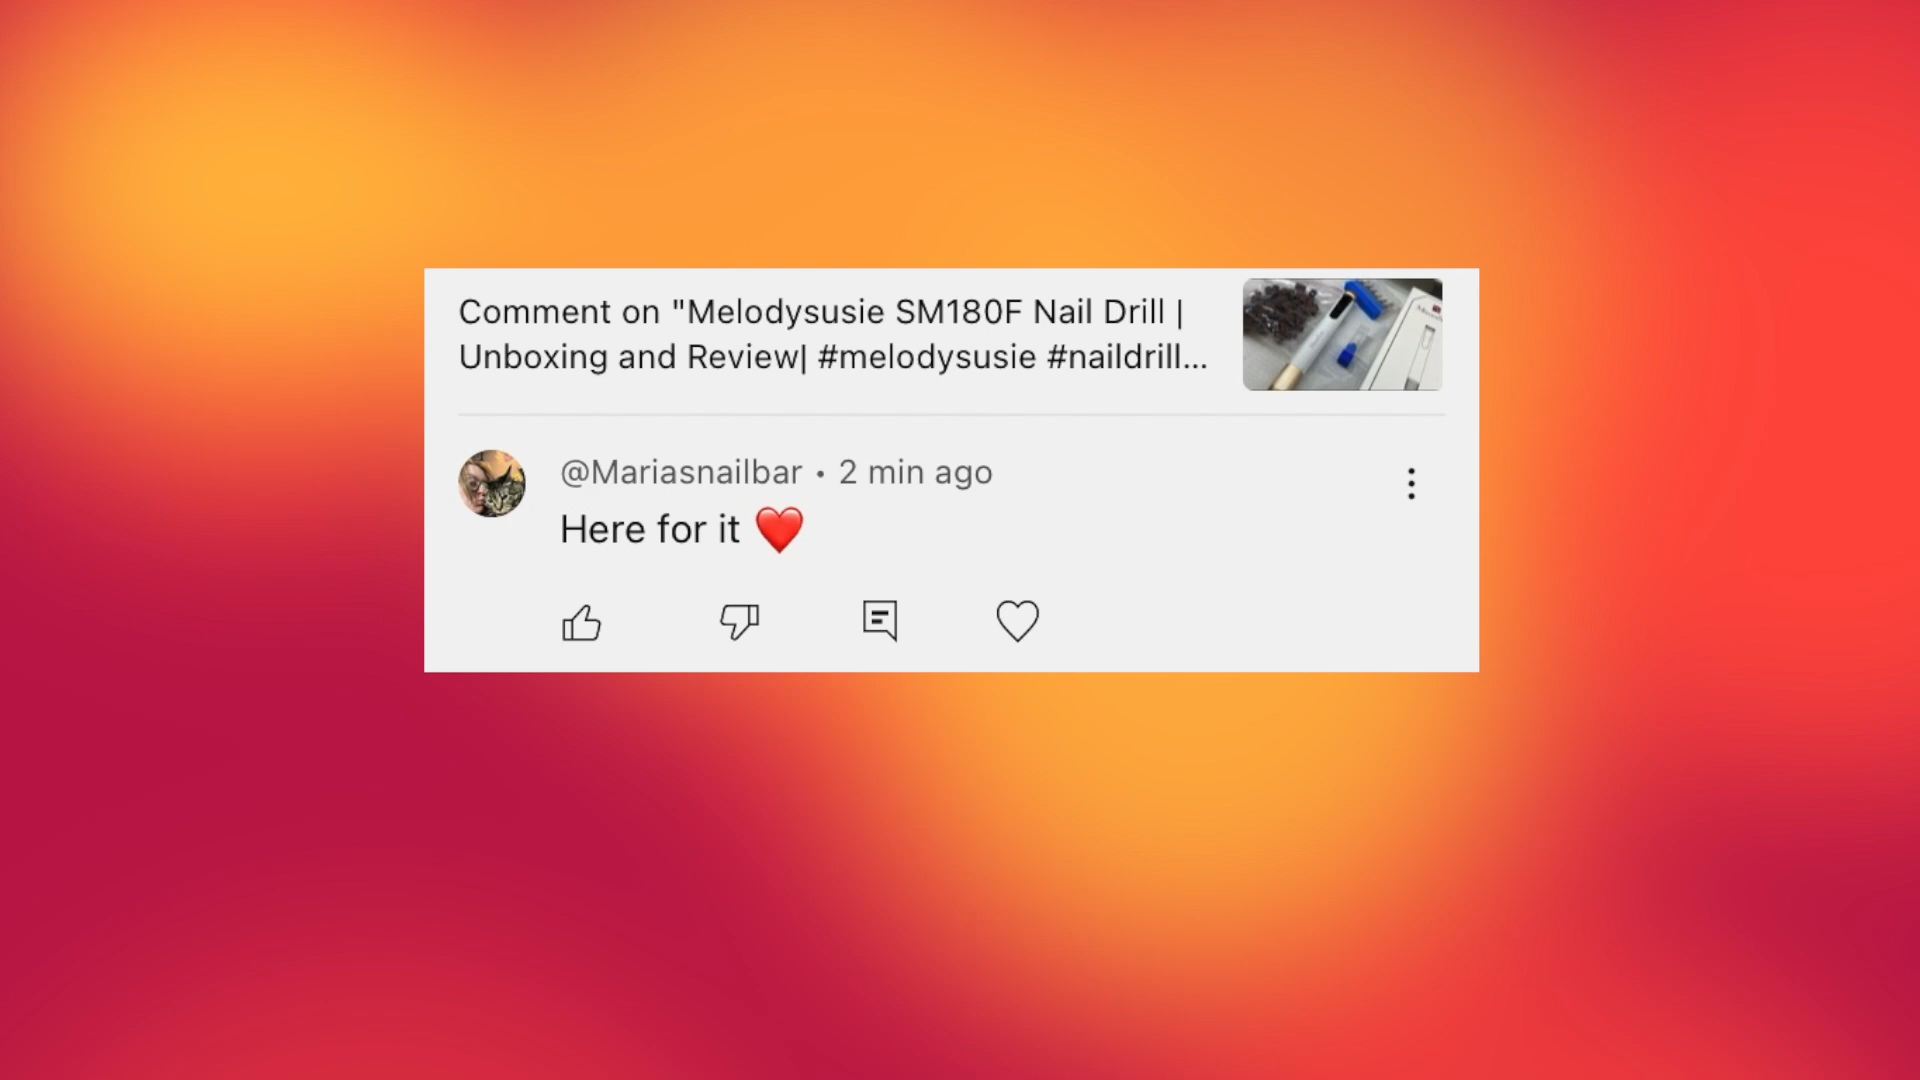 Comment on "Melodysusie SM180F Nail Drill |
Unboxing and Review| #melodysusie #naildrill...
@Mariasnailbar • 2 min ago
Here for it ❤️